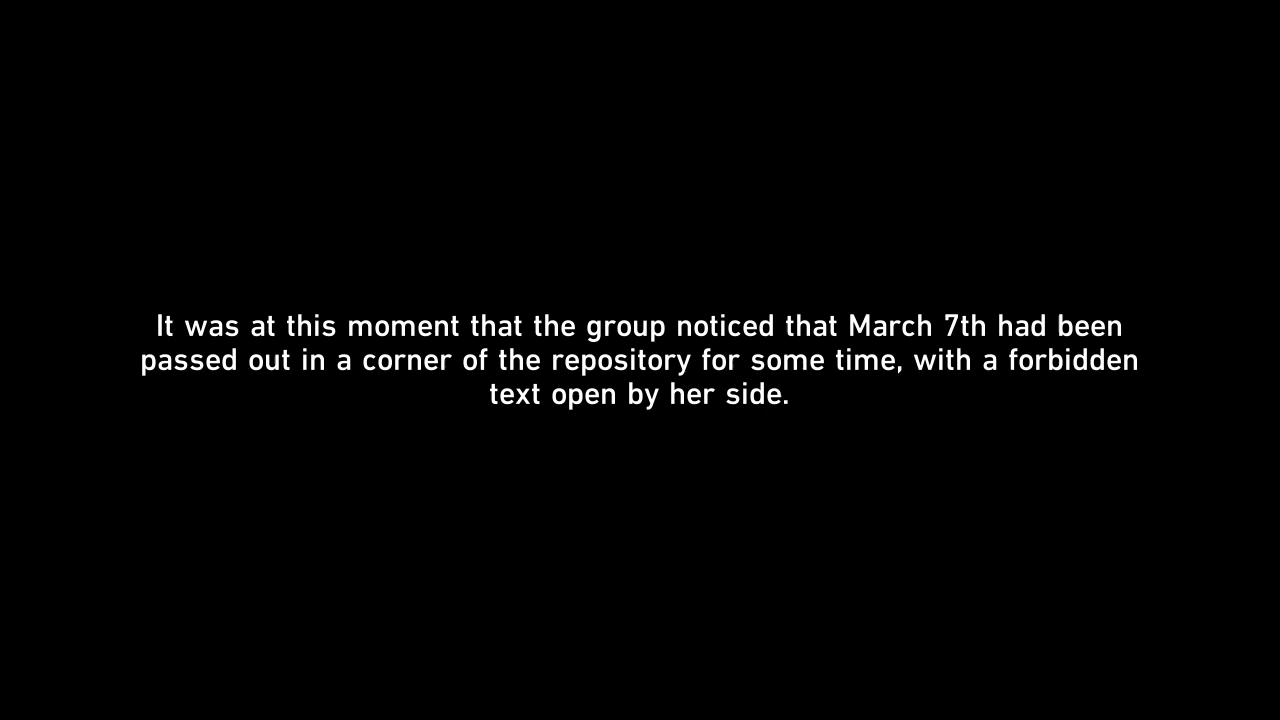 It was at this moment that the group noticed that March 7th had been
passed out in a corner of the repository for some time, with a forbidden
text open by her side.